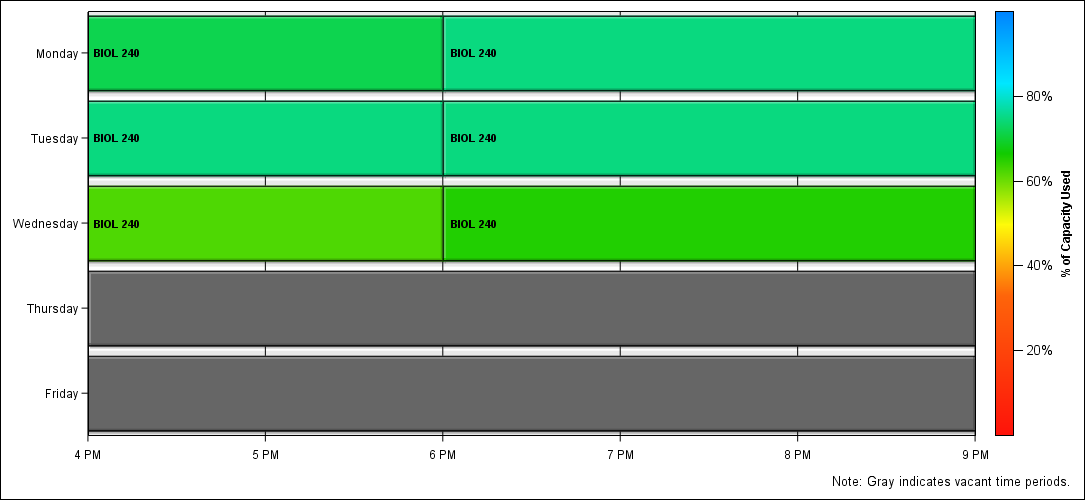 Monday BIOL 240 BIOL 240
80%
Tuesday BIOL 240 BIOL 240
60%
Wednesday BIOL 240 BIOL 240
% of Capacity Used
40%
Thursday
20%
Friday
4 PM 5 PM 6 PM 7 PM 8 PM 9 PM
Note: Gray indicates vacant time periods.